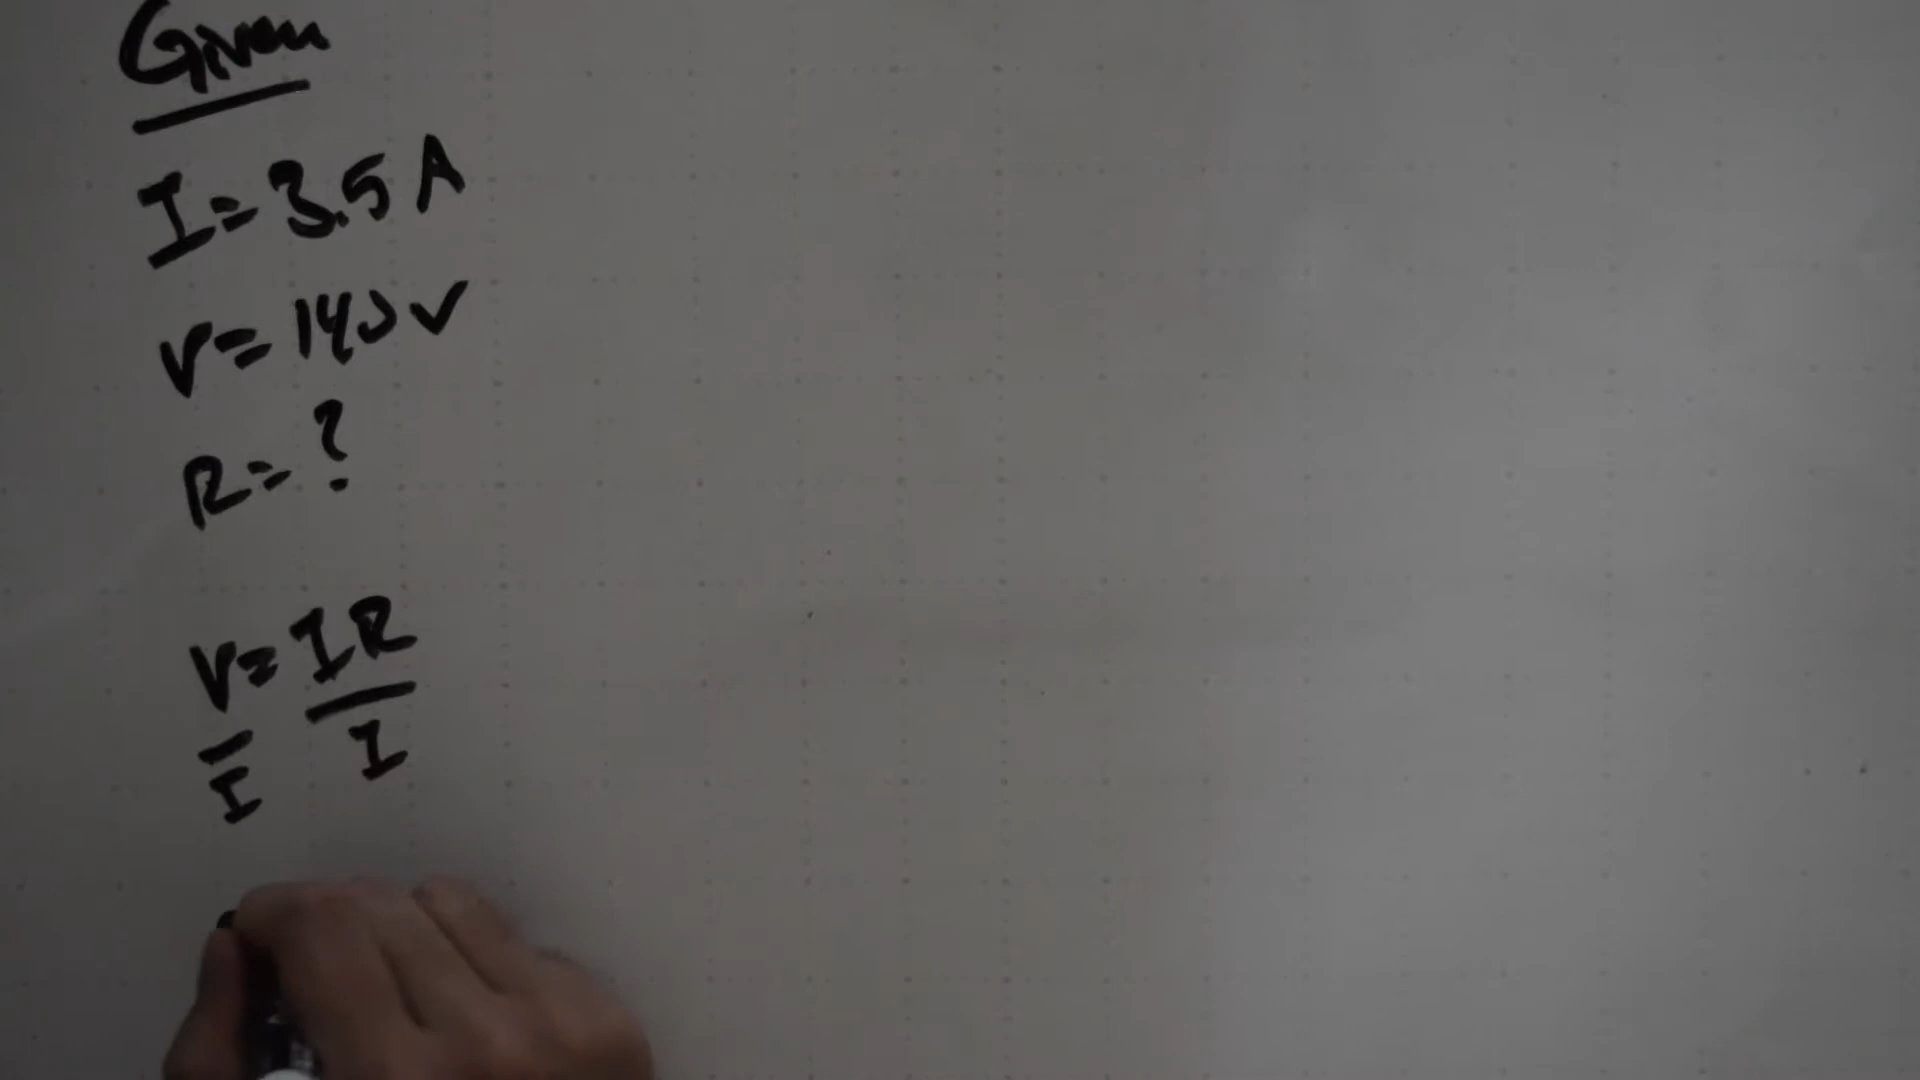 Given
I = 3.5 A
V = 140 V
R = ?
V = IR
I I